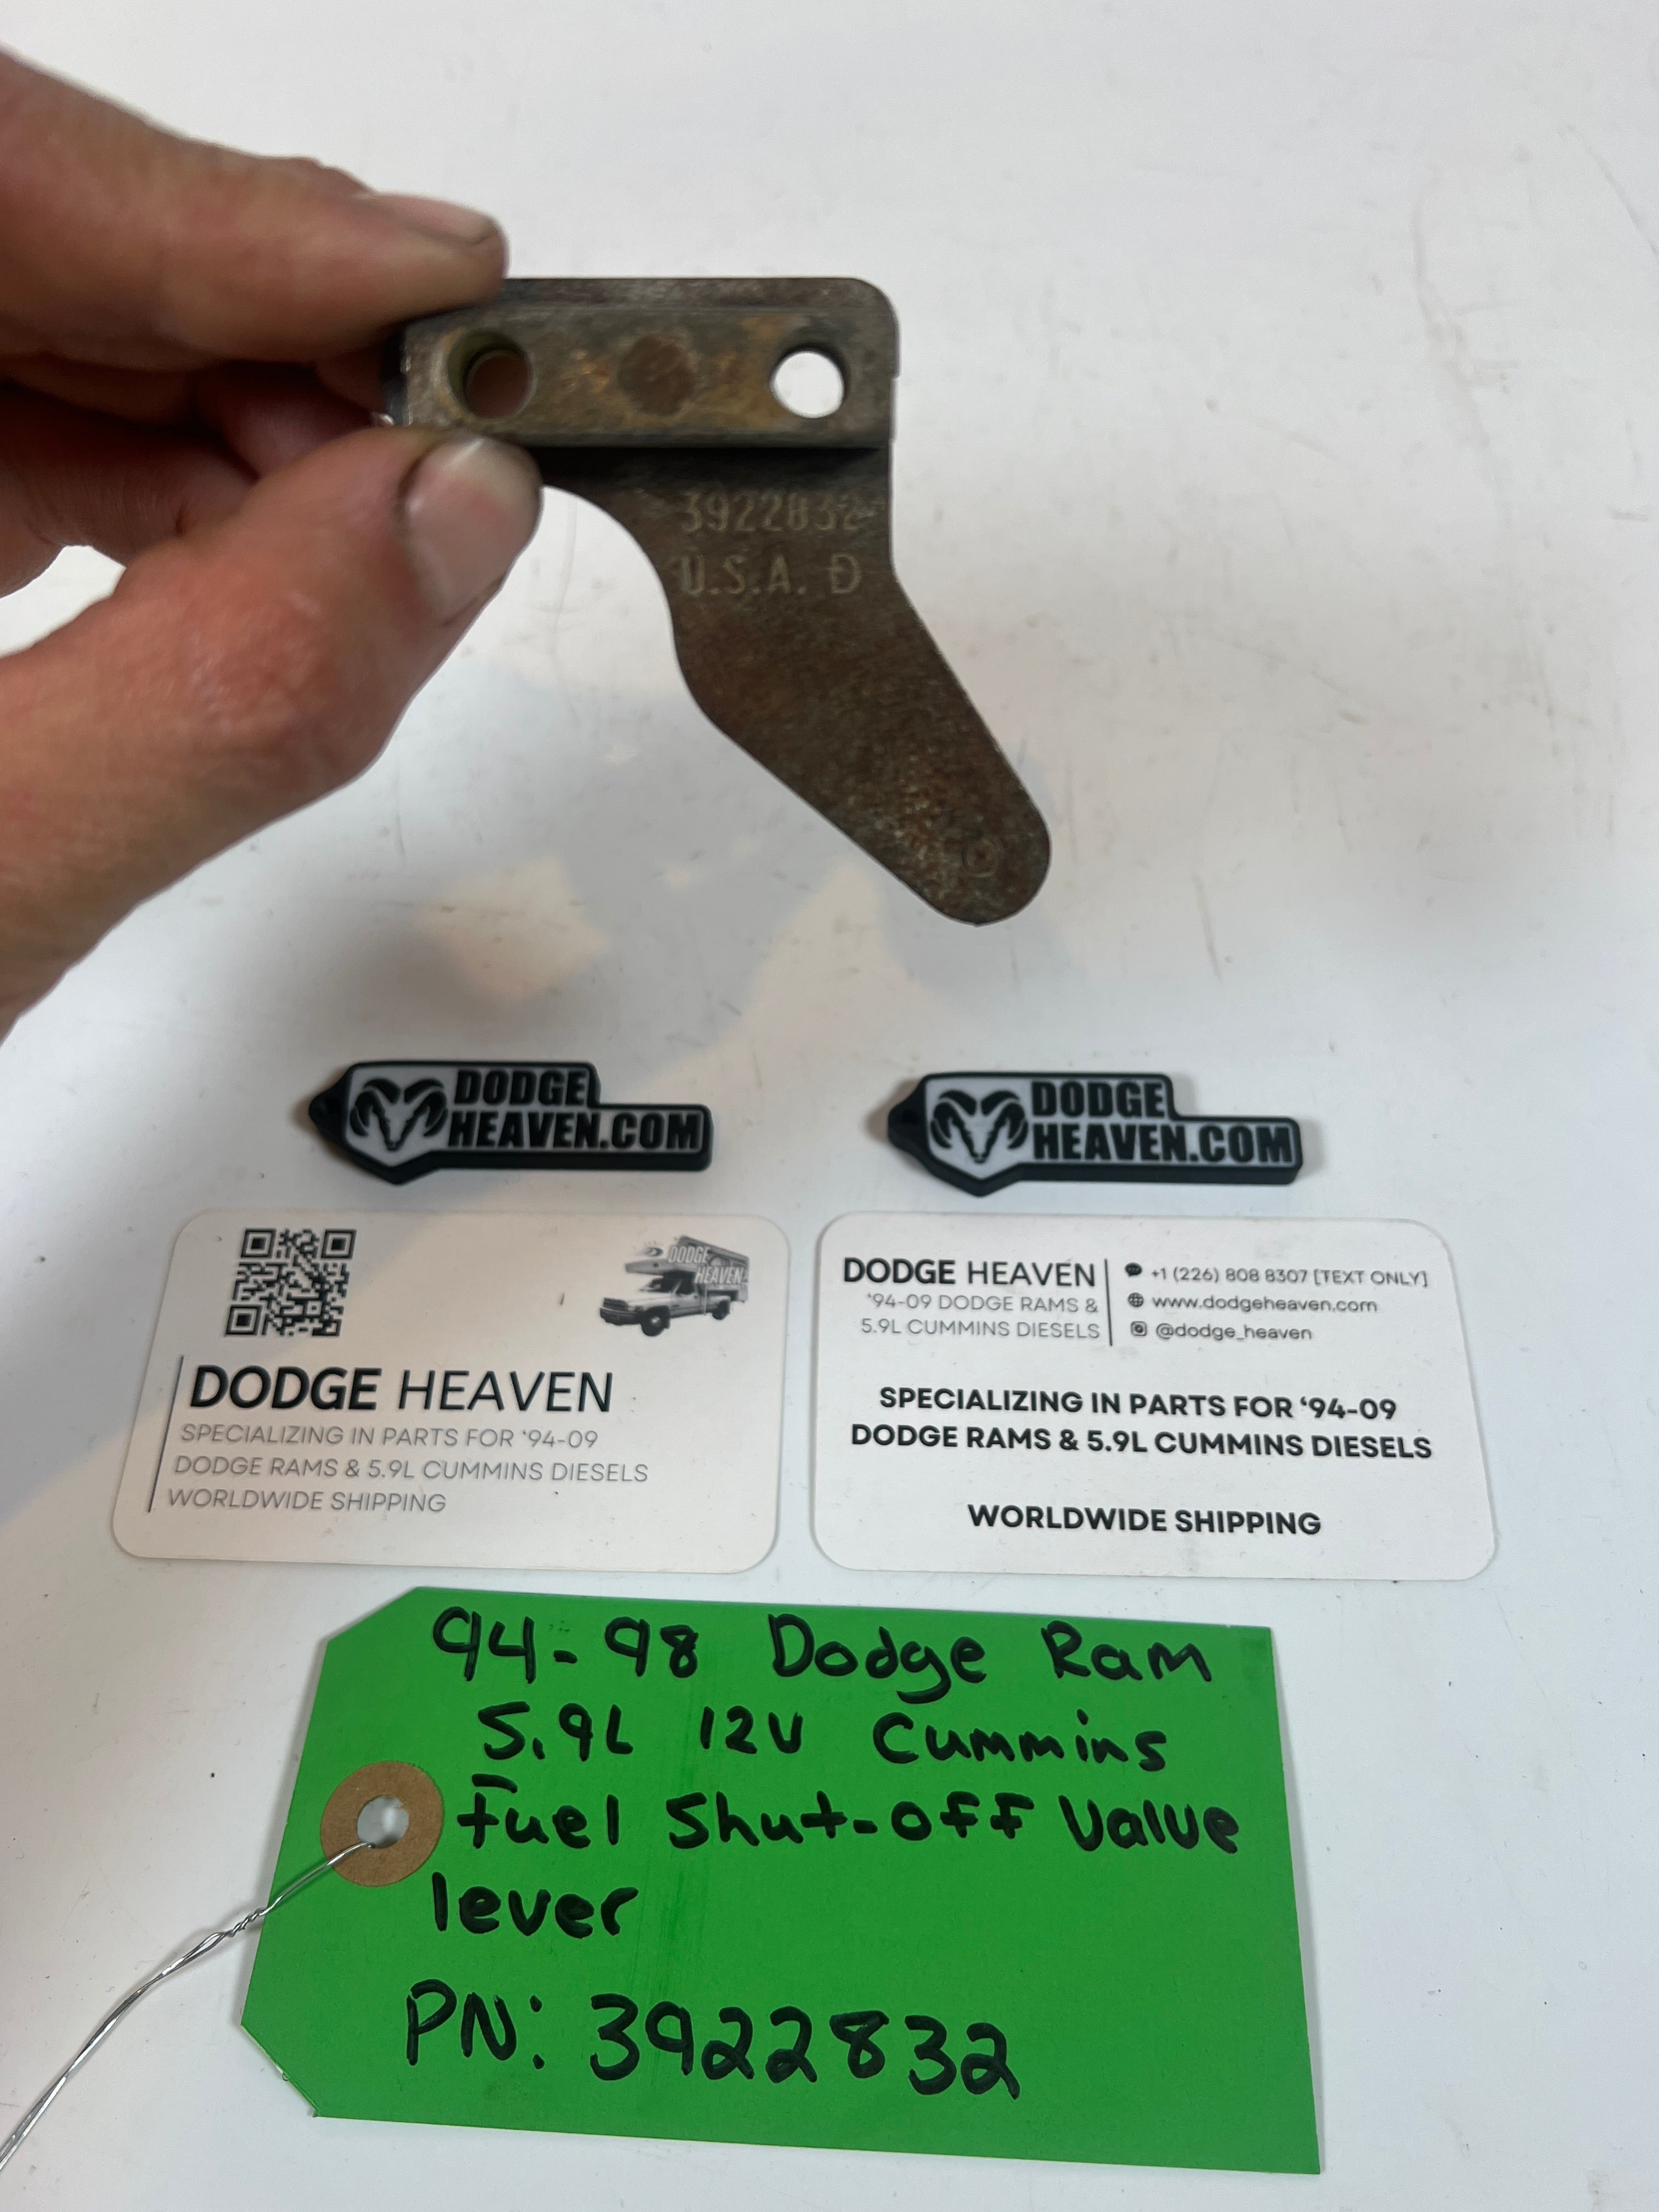 3922832
U.S.A. D
DODGE
HEAVEN.COM
DODGE
HEAVEN.COM
DODGE
HEAVEN
DODGE HEAVEN
SPECIALIZING IN PARTS FOR '94-09
DODGE RAMS & 5.9L CUMMINS DIESELS
WORLDWIDE SHIPPING
DODGE HEAVEN
'94-09 DODGE RAMS &
5.9L CUMMINS DIESELS
+1 (226) 808 8307 [TEXT ONLY]
www.dodgeheaven.com
@dodge_heaven
SPECIALIZING IN PARTS FOR '94-09
DODGE RAMS & 5.9L CUMMINS DIESELS
WORLDWIDE SHIPPING
94-98 Dodge Ram
5.9L 12V Cummins
Fuel Shut-off Valve
lever
PN: 3922832